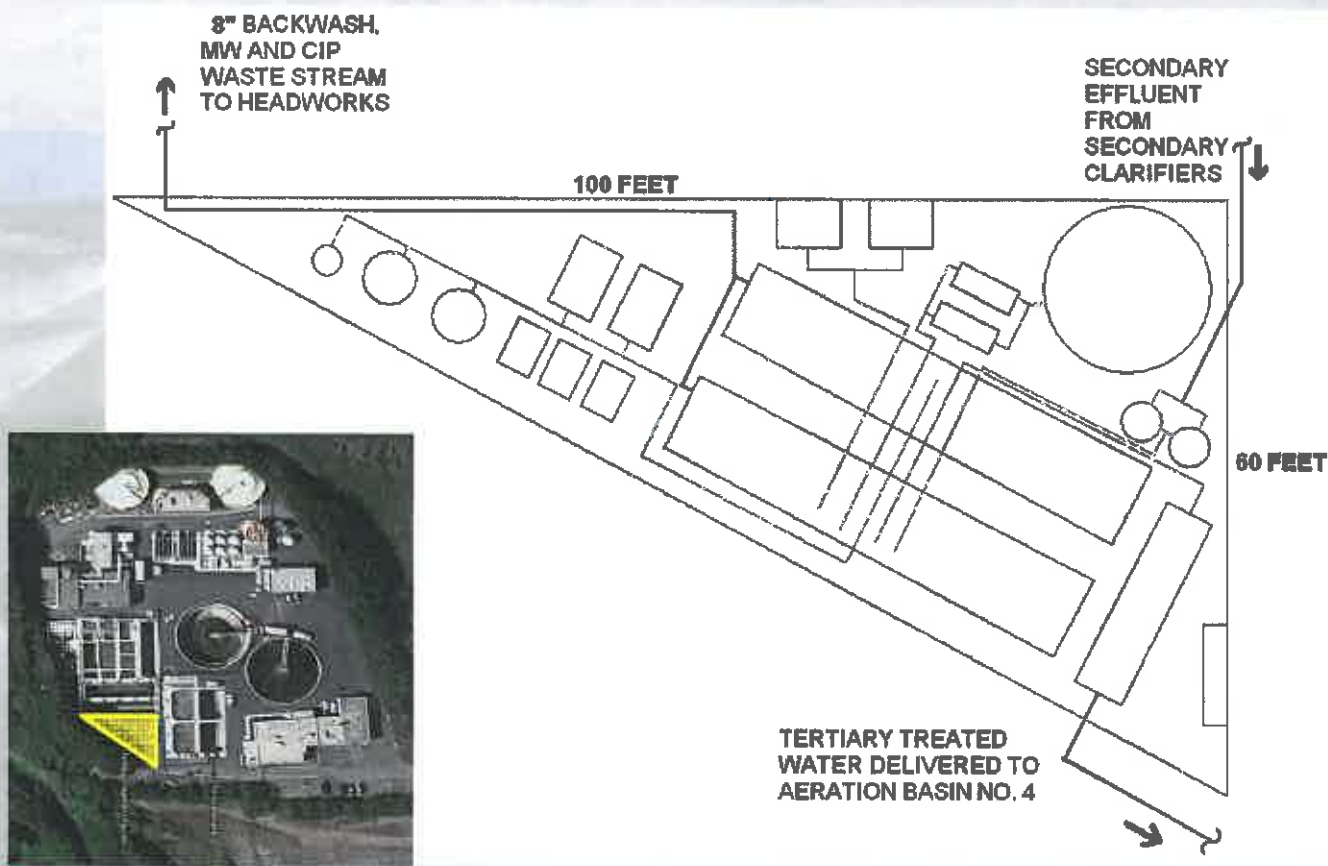 8" BACKWASH,
MW AND CIP
WASTE STREAM
TO HEADWORKS
SECONDARY
EFFLUENT
FROM
SECONDARY
CLARIFIERS
100 FEET
60 FEET
TERTIARY TREATED
WATER DELIVERED TO
AERATION BASIN NO. 4